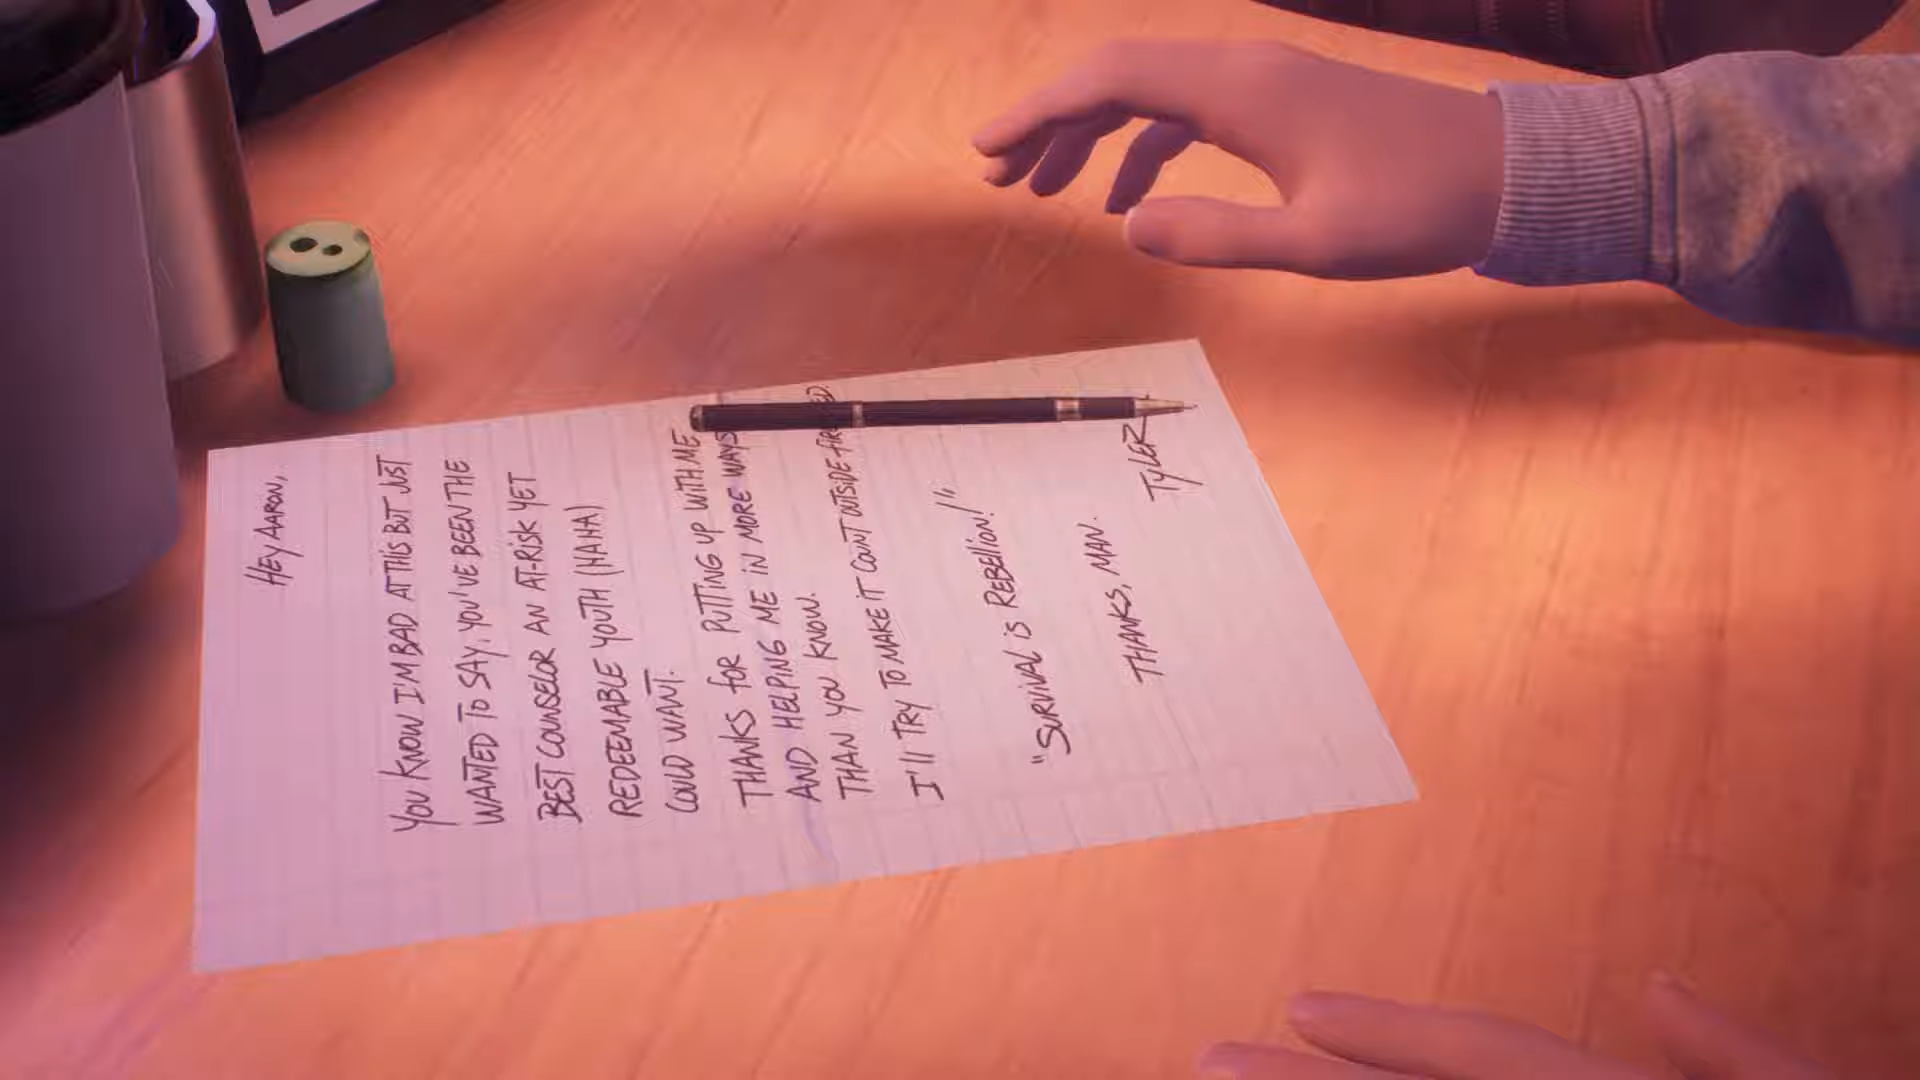 Hey Aaron,
You know I'm bad at this but just
wanted to say, you've been the
best counselor an at-risk yet
redeemable youth (haha)
could want.
Thanks for putting up with me
and helping me in more ways
than you know.
I'll try to make it count outside
"Survival is Rebellion!"
Thanks, man.
Tyler